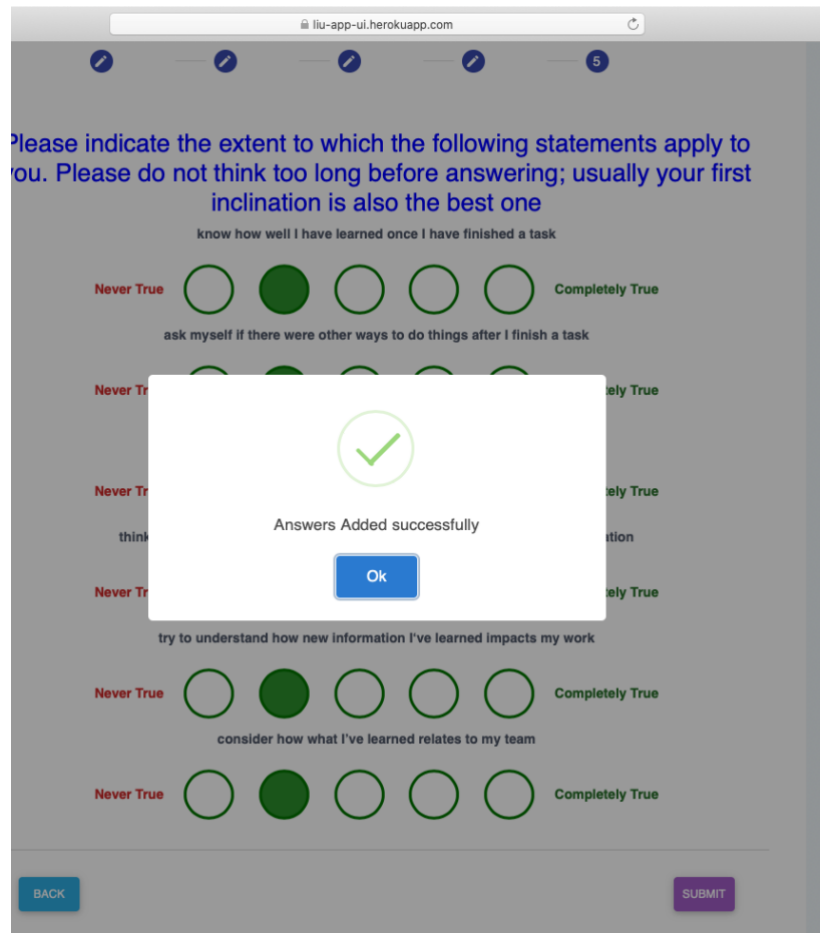 liu-app-ui.herokuapp.com
5
Please indicate the extent to which the following statements apply to
you. Please do not think too long before answering; usually your first
inclination is also the best one
know how well I have learned once I have finished a task
Never True Completely True
ask myself if there were other ways to do things after I finish a task
Never Tr ely True
Never Tr ely True
think ation
Answers Added successfully
Ok
Never Tr ely True
try to understand how new information I've learned impacts my work
Never True Completely True
consider how what I've learned relates to my team
Never True Completely True
BACK SUBMIT